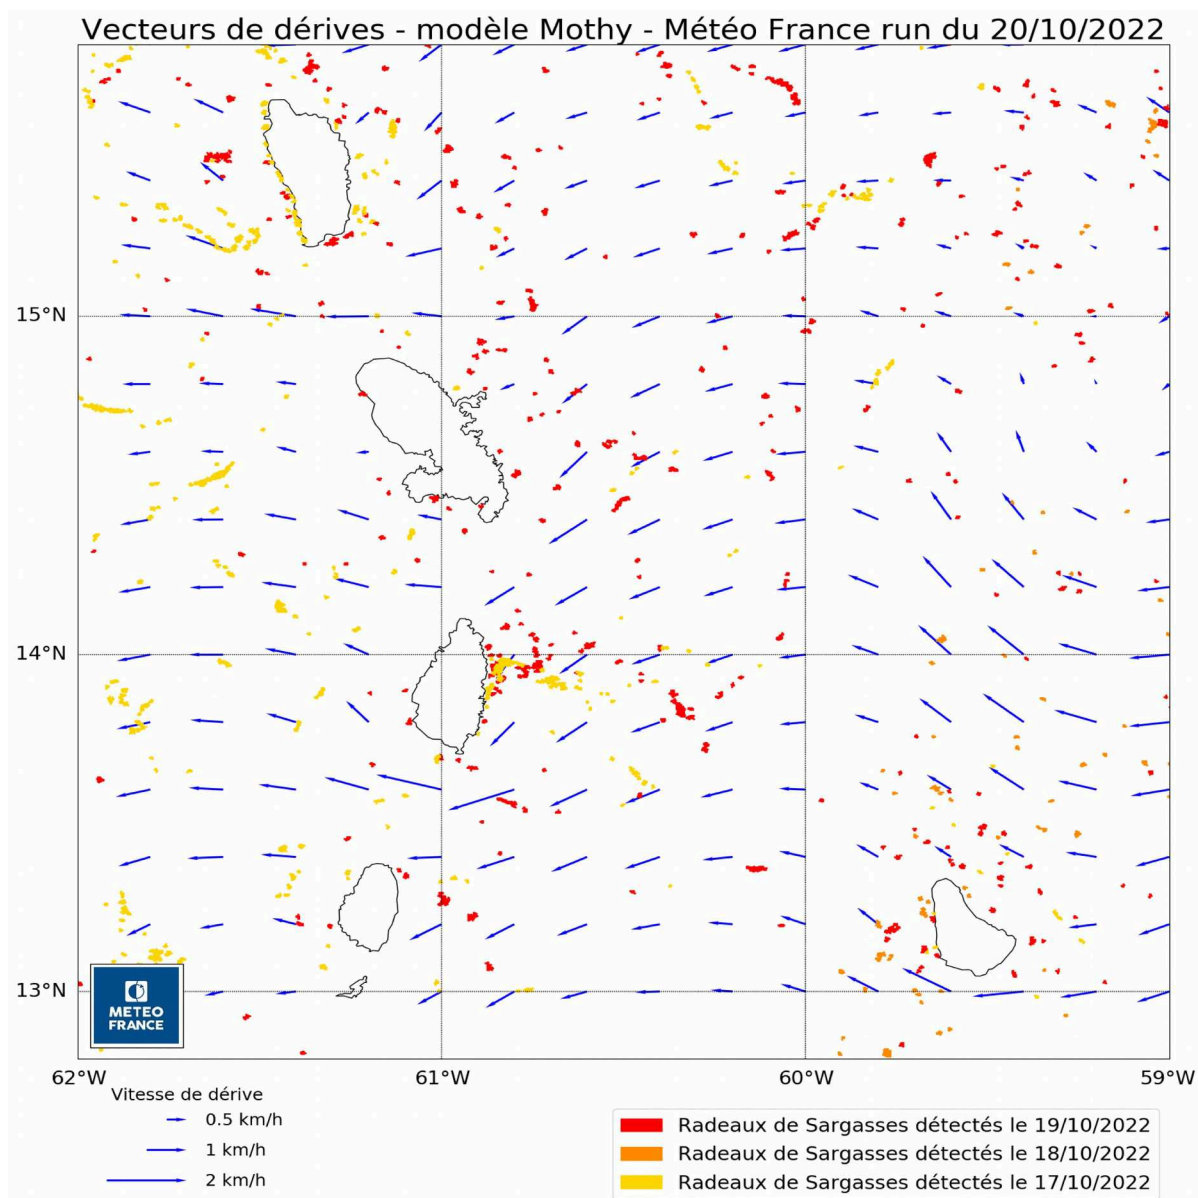 Vecteurs de dérives - modèle Mothy - Météo France run du 20/10/2022
15°N
14°N
13°N
METEO
FRANCE
62°W
61°W
60°W
59°W
Vitesse de dérive
0.5 km/h
1 km/h
2 km/h
Radeaux de Sargasses détectés le 19/10/2022
Radeaux de Sargasses détectés le 18/10/2022
Radeaux de Sargasses détectés le 17/10/2022